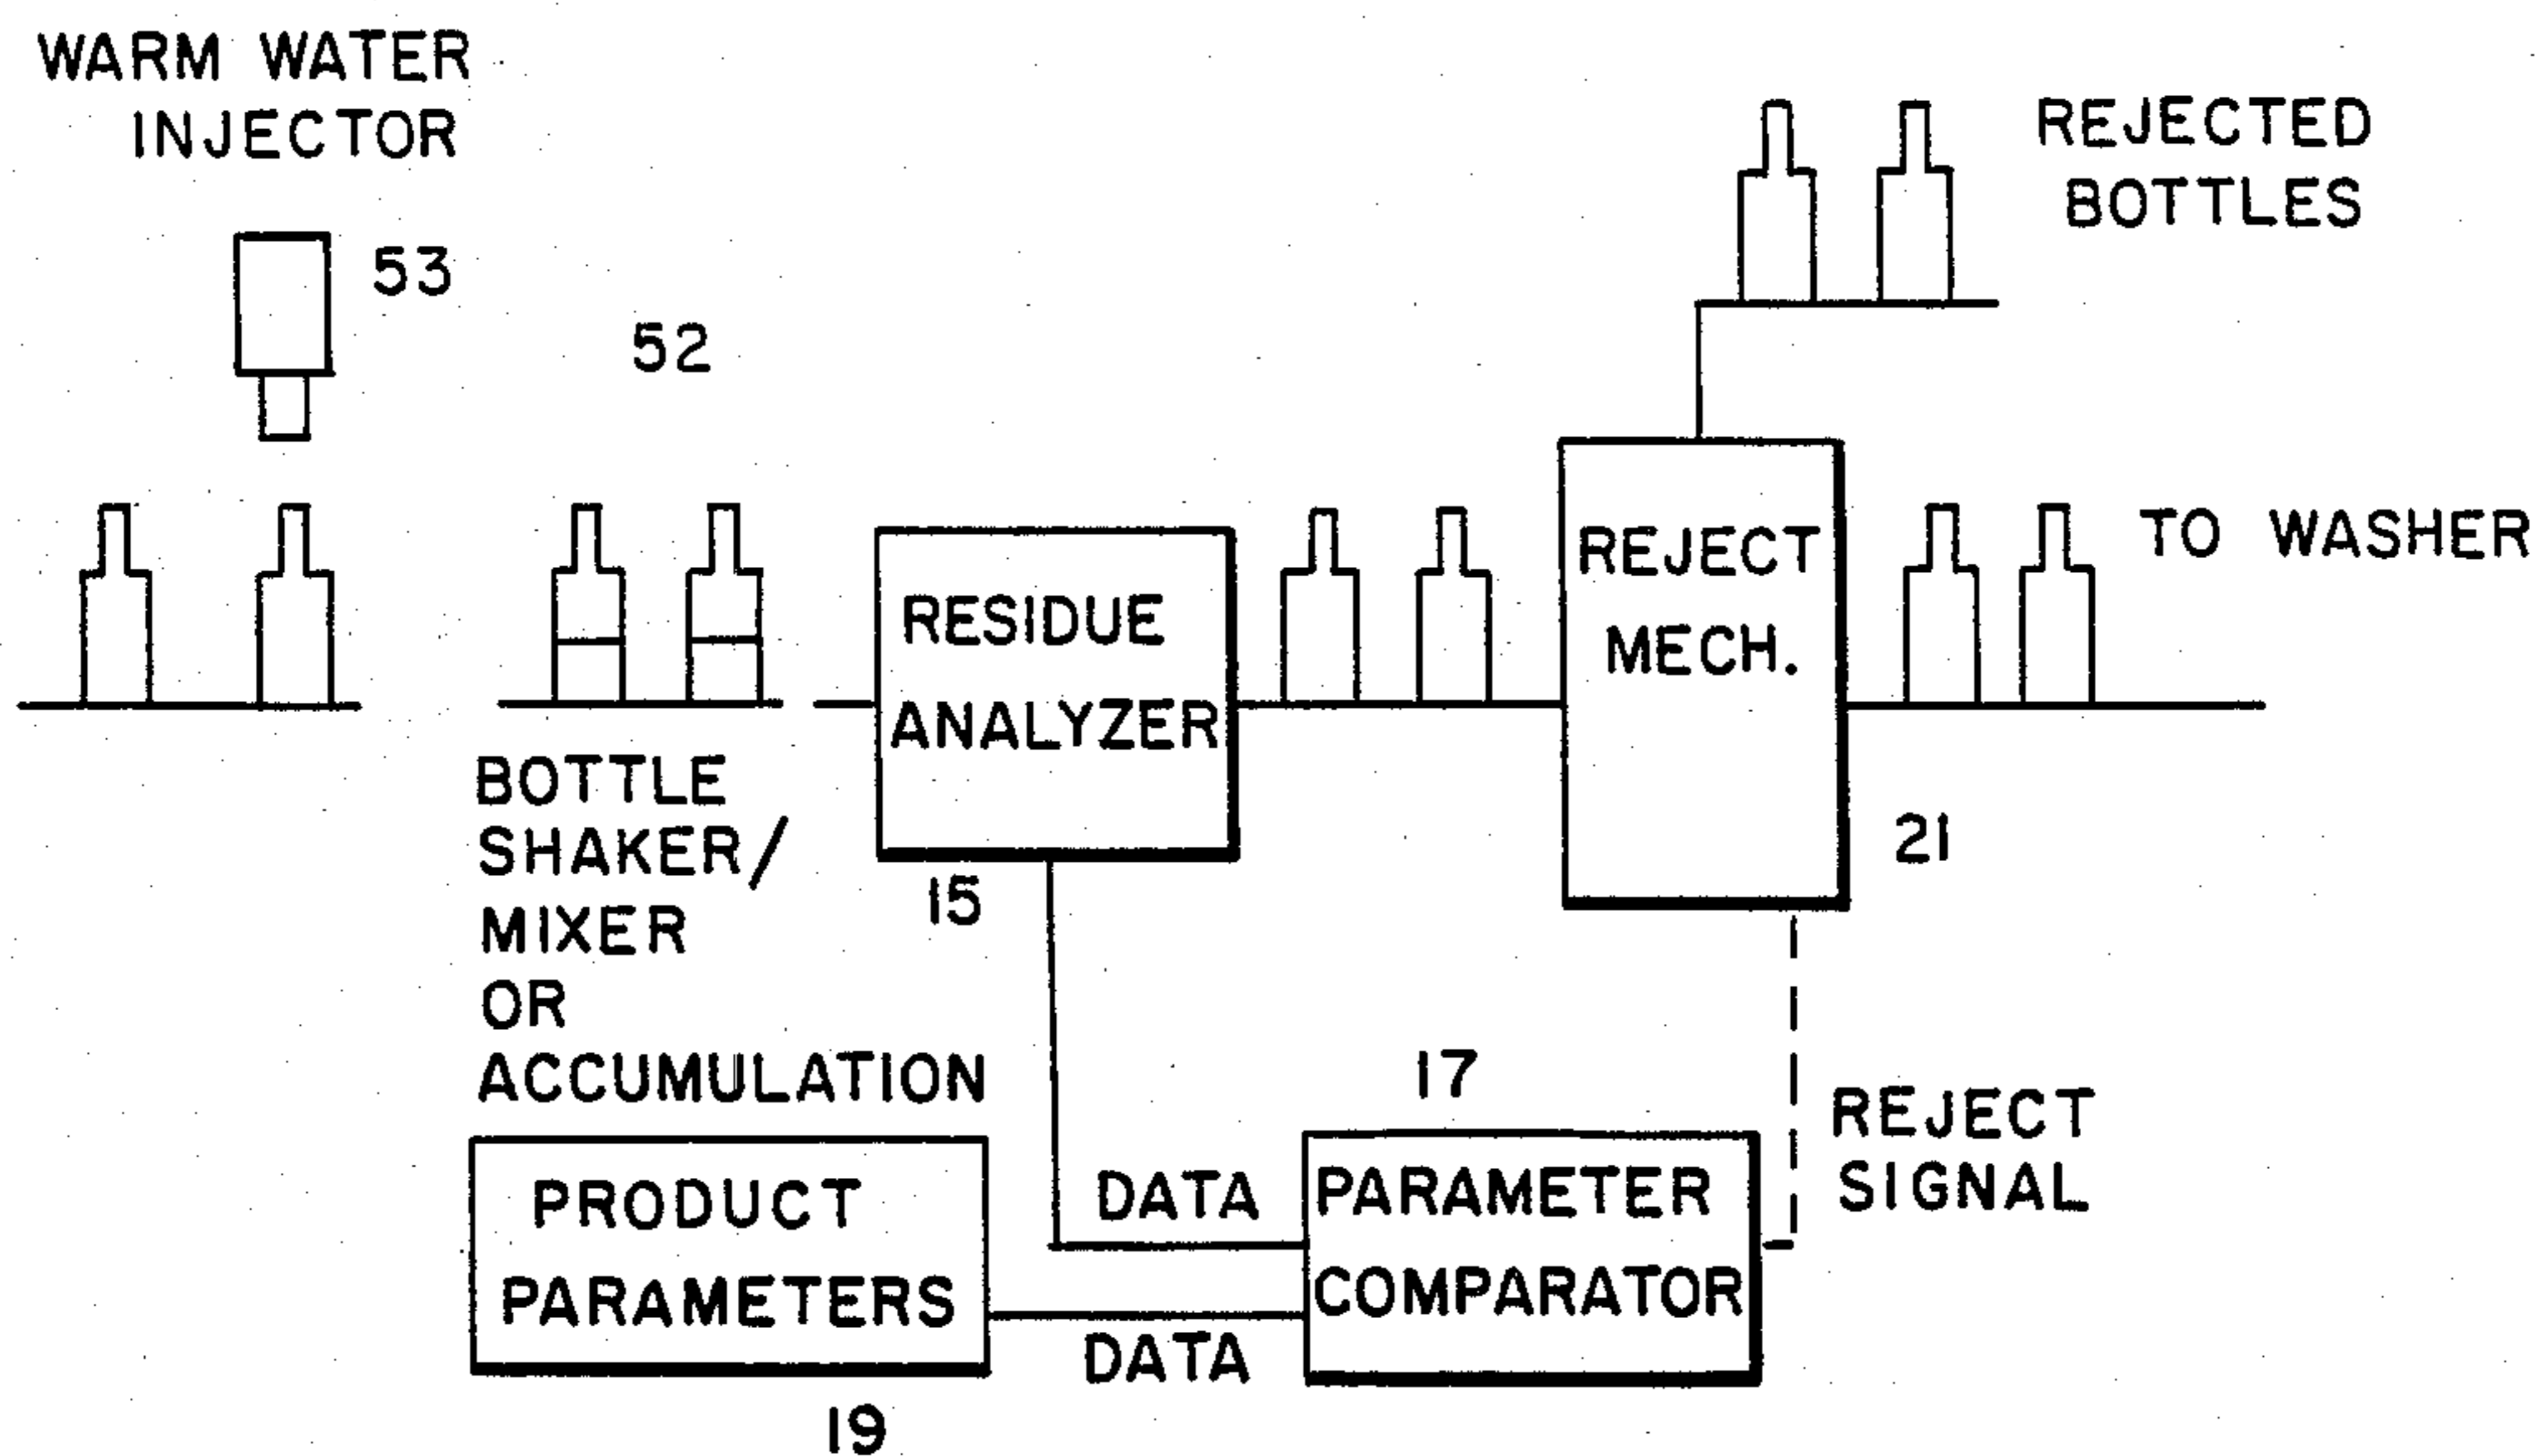 WARM WATER
INJECTOR
53
52
REJECTED
BOTTLES
TO WASHER
REJECT
MECH.
21
RESIDUE
ANALYZER
15
BOTTLE
SHAKER/
MIXER
OR
ACCUMULATION
PRODUCT
PARAMETERS
19
DATA
DATA
17
PARAMETER
COMPARATOR
REJECT
SIGNAL